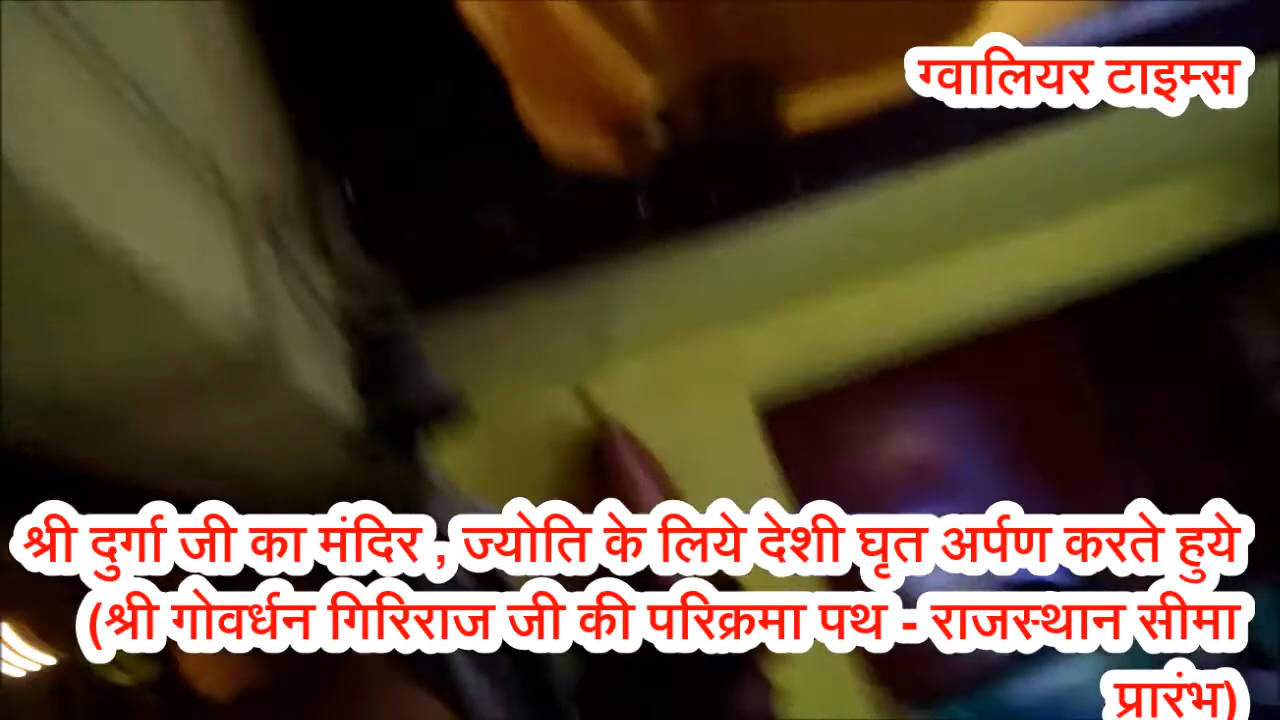 ग्वालियर टाइम्स
श्री दुर्गा जी का मंदिर , ज्योति के लिये देशी घृत अर्पण करते हुये
(श्री गोवर्धन गिरिराज जी की परिक्रमा पथ - राजस्थान सीमा
प्रारंभ)